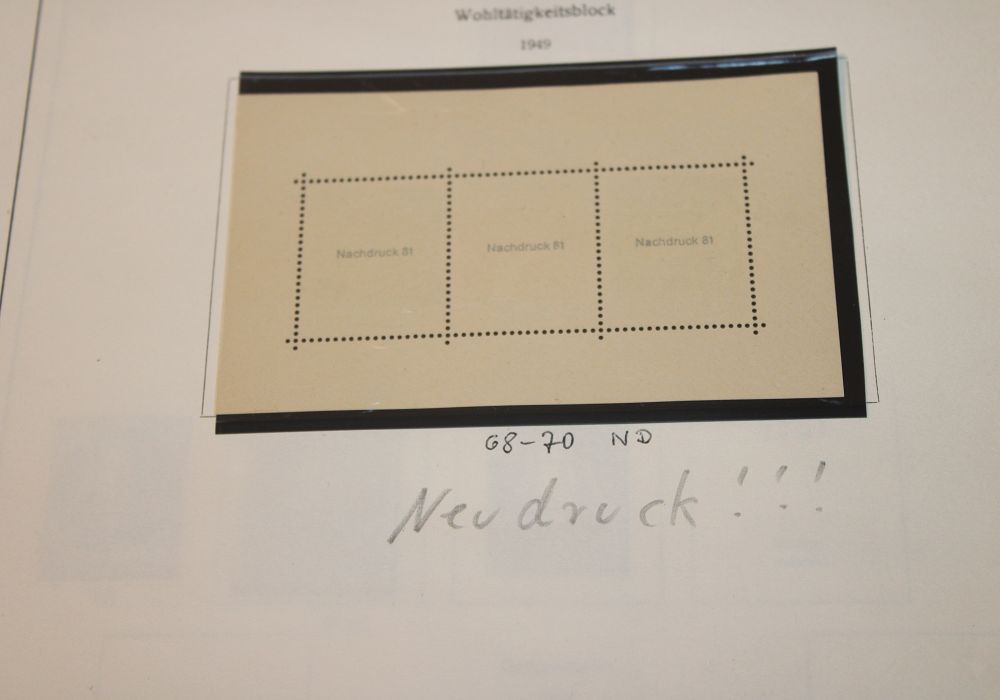 Wohltätigkeitsblock
1949
Nachdruck 81 Nachdruck 81 Nachdruck 81
68-70 ND
Neudruck!!!